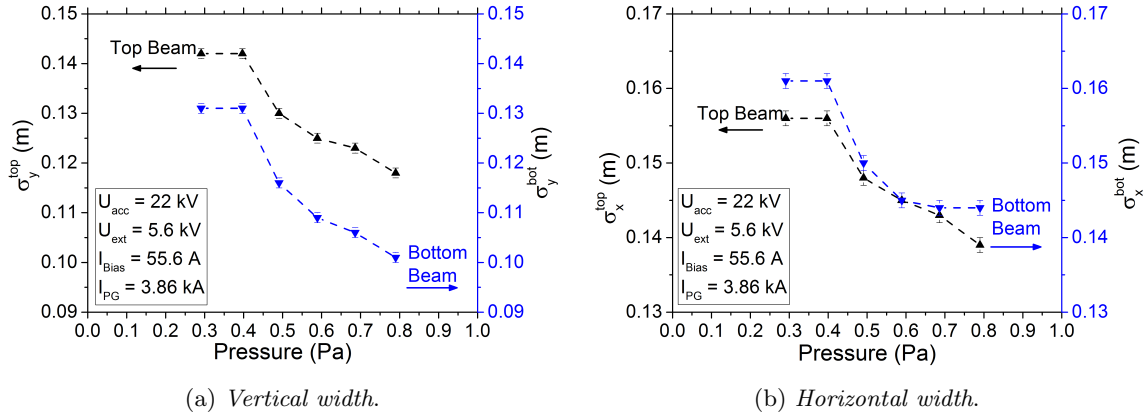 0.15
0.14
0.13
0.12
0.11
0.10
0.09
σ_y^top (m)
Top Beam
U_acc = 22 kV
U_ext = 5.6 kV
I_Bias = 55.6 A
I_PG = 3.86 kA
Bottom
Beam
0.15
0.14
0.13
0.12
0.11
0.10
0.09
σ_y^bot (m)
0.0 0.1 0.2 0.3 0.4 0.5 0.6 0.7 0.8 0.9 1.0
Pressure (Pa)
(a) Vertical width.
0.17
0.16
0.15
0.14
0.13
σ_x^top (m)
Top Beam
U_acc = 22 kV
U_ext = 5.6 kV
I_Bias = 55.6 A
I_PG = 3.86 kA
Bottom
Beam
0.17
0.16
0.15
0.14
0.13
σ_x^bot (m)
0.0 0.1 0.2 0.3 0.4 0.5 0.6 0.7 0.8 0.9 1.0
Pressure (Pa)
(b) Horizontal width.